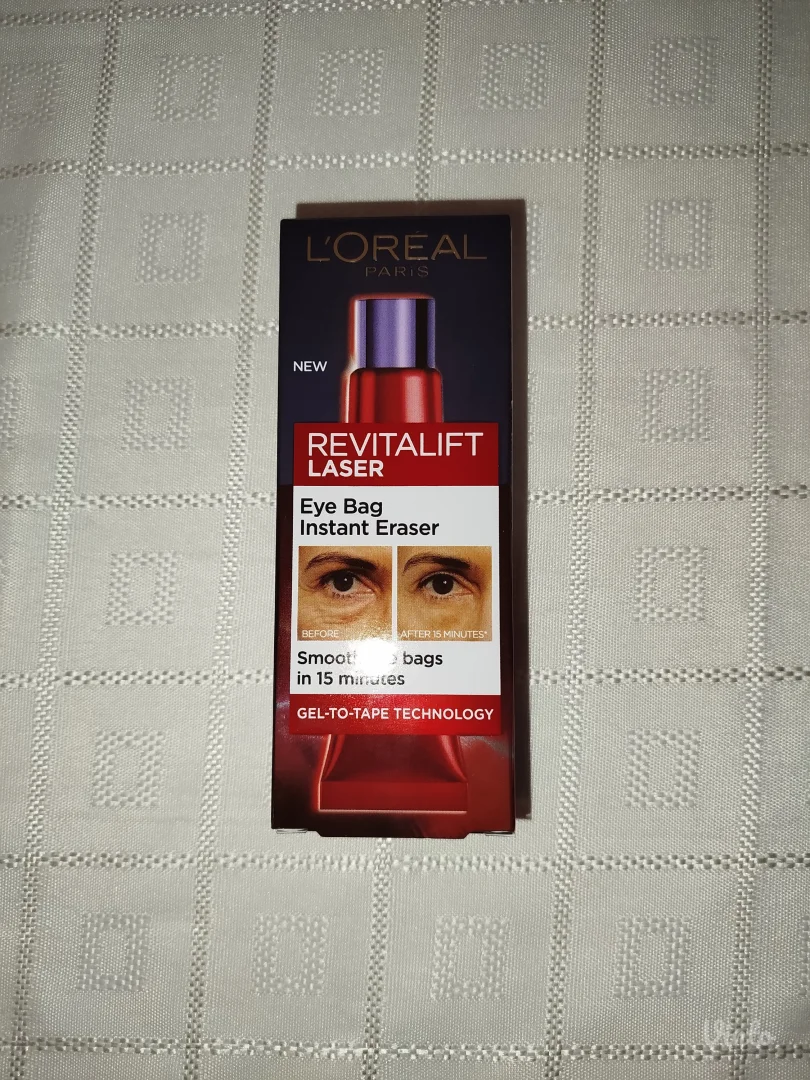 L'ORÉAL
PARIS
NEW
REVITALIFT
LASER
Eye Bag
Instant Eraser
BEFORE
AFTER 15 MINUTES*
bags
in 15 minutes
GEL-TO-TAPE TECHNOLOGY